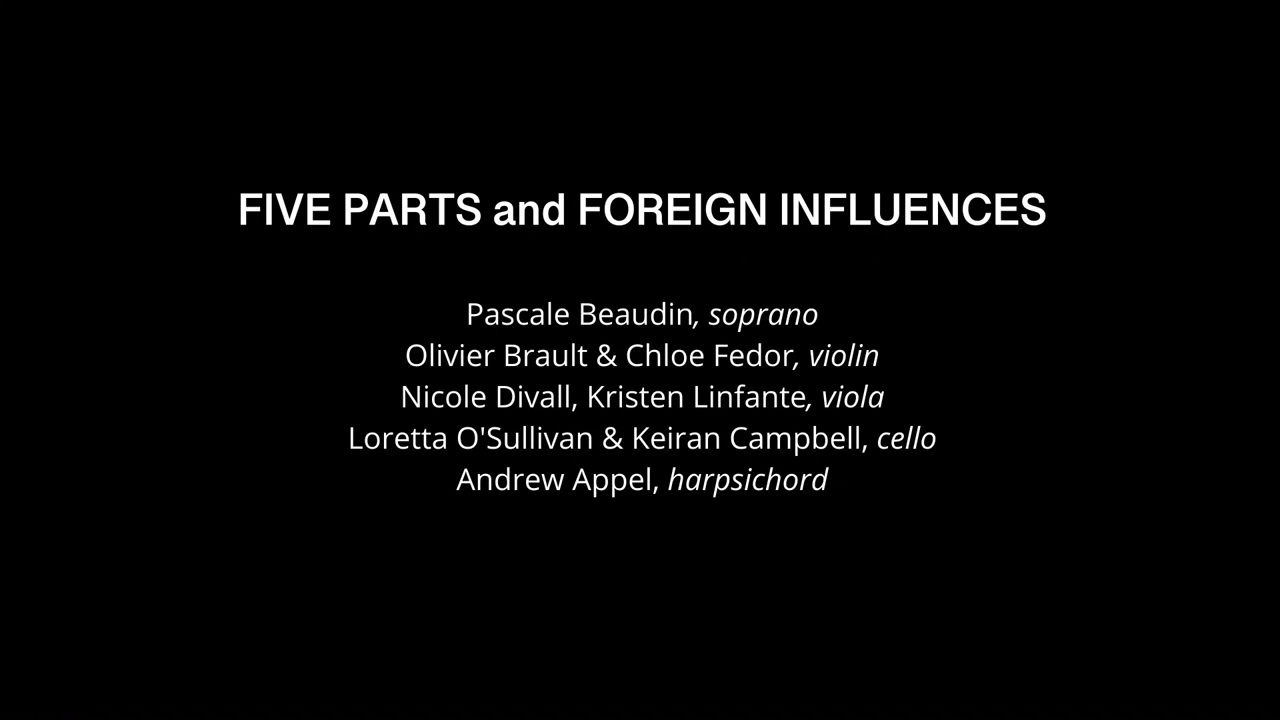 FIVE PARTS and FOREIGN INFLUENCES
Pascale Beaudin, soprano
Olivier Brault & Chloe Fedor, violin
Nicole Divall, Kristen Linfante, viola
Loretta O'Sullivan & Keiran Campbell, cello
Andrew Appel, harpsichord